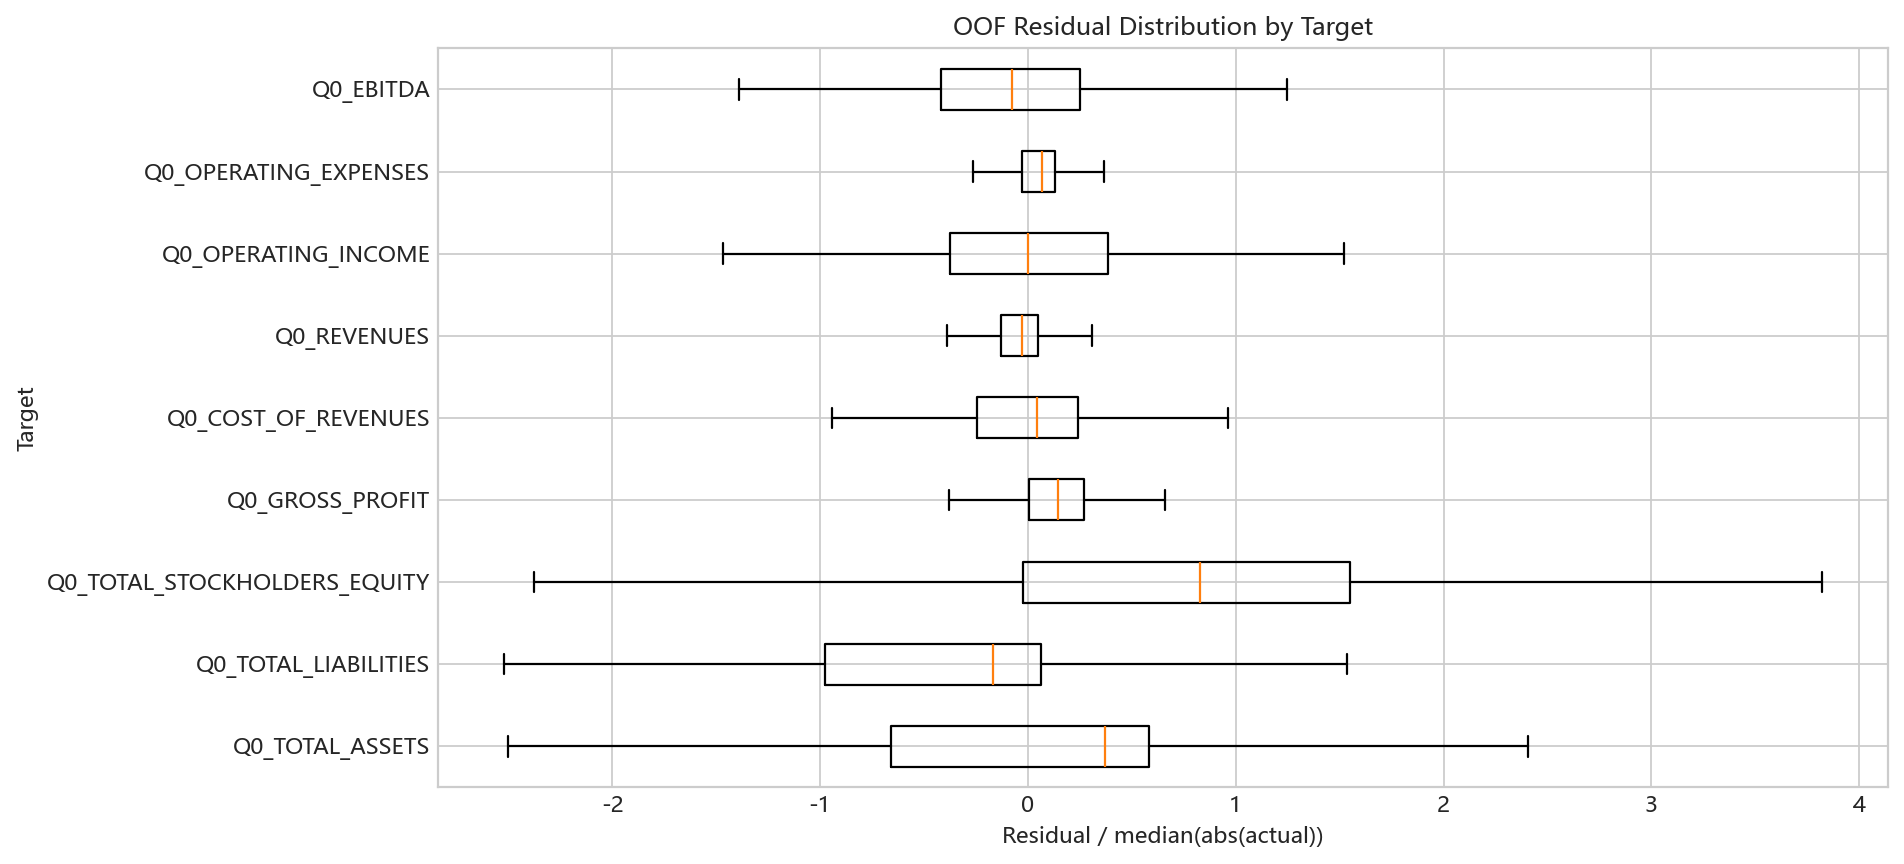 OOF Residual Distribution by Target
Q0_EBITDA
Q0_OPERATING_EXPENSES
Q0_OPERATING_INCOME
Q0_REVENUES
Q0_COST_OF_REVENUES
Q0_GROSS_PROFIT
Q0_TOTAL_STOCKHOLDERS_EQUITY
Q0_TOTAL_LIABILITIES
Q0_TOTAL_ASSETS
Target
-2 -1 0 1 2 3 4
Residual / median(abs(actual))